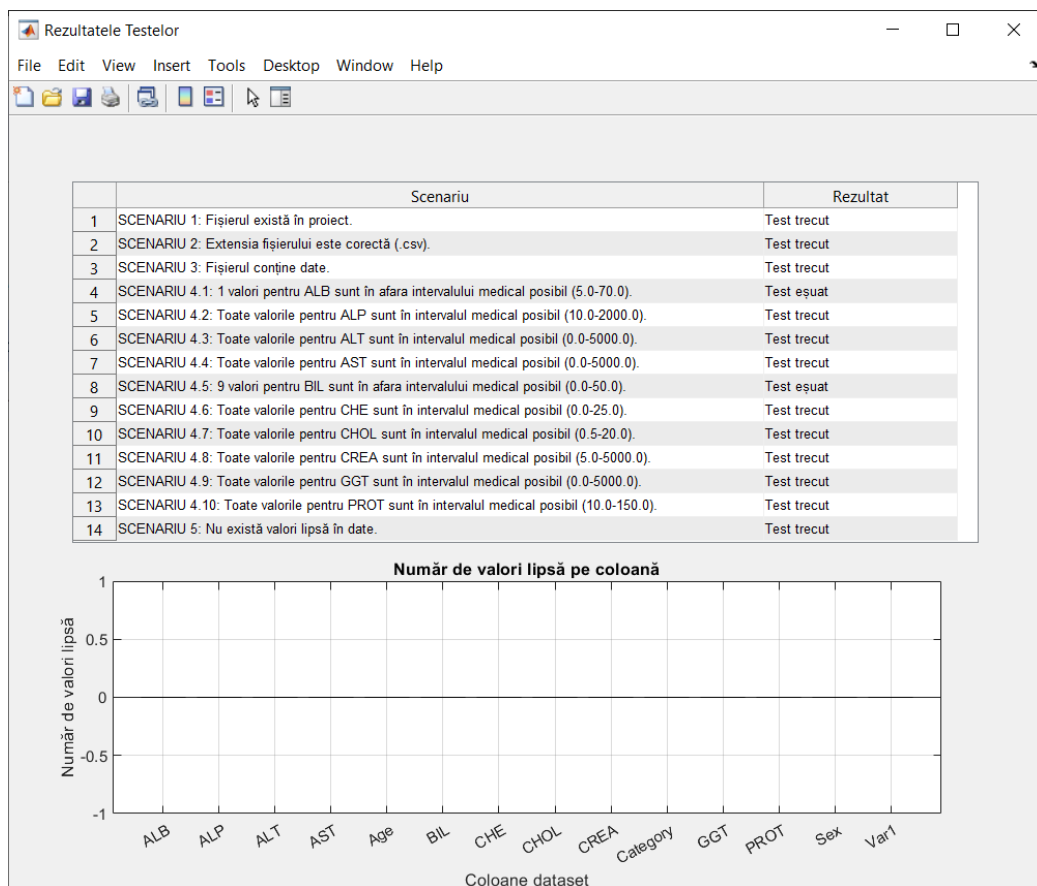 Rezultatele Testelor
File Edit View Insert Tools Desktop Window Help
Scenariu Rezultat
1 SCENARIU 1: Fișierul există în proiect. Test trecut
2 SCENARIU 2: Extensia fișierului este corectă (.csv). Test trecut
3 SCENARIU 3: Fișierul conține date. Test trecut
4 SCENARIU 4.1: 1 valori pentru ALB sunt în afara intervalului medical posibil (5.0-70.0). Test eșuat
5 SCENARIU 4.2: Toate valorile pentru ALP sunt în intervalul medical posibil (10.0-2000.0). Test trecut
6 SCENARIU 4.3: Toate valorile pentru ALT sunt în intervalul medical posibil (0.0-5000.0). Test trecut
7 SCENARIU 4.4: Toate valorile pentru AST sunt în intervalul medical posibil (0.0-5000.0). Test trecut
8 SCENARIU 4.5: 9 valori pentru BIL sunt în afara intervalului medical posibil (0.0-50.0). Test eșuat
9 SCENARIU 4.6: Toate valorile pentru CHE sunt în intervalul medical posibil (0.0-25.0). Test trecut
10 SCENARIU 4.7: Toate valorile pentru CHOL sunt în intervalul medical posibil (0.5-20.0). Test trecut
11 SCENARIU 4.8: Toate valorile pentru CREA sunt în intervalul medical posibil (5.0-5000.0). Test trecut
12 SCENARIU 4.9: Toate valorile pentru GGT sunt în intervalul medical posibil (0.0-5000.0). Test trecut
13 SCENARIU 4.10: Toate valorile pentru PROT sunt în intervalul medical posibil (10.0-150.0). Test trecut
14 SCENARIU 5: Nu există valori lipsă în date. Test trecut
Număr de valori lipsă pe coloană
Număr de valori lipsă
1
0.5
0
-0.5
-1
ALB ALP ALT AST Age BIL CHE CHOL CREA Category GGT PROT Sex Var1
Coloane dataset